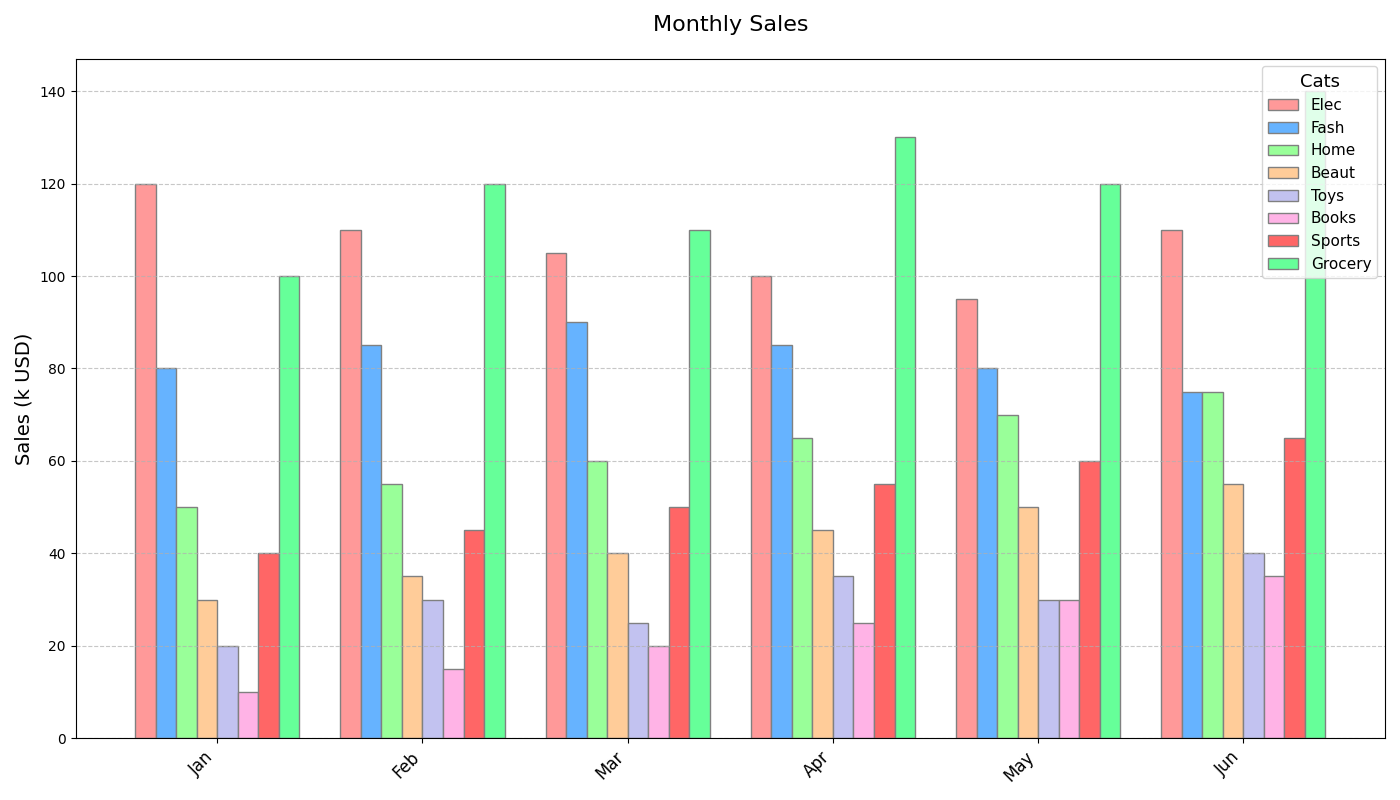 Monthly Sales
Sales (k USD)
140
120
100
80
60
40
20
0
Jan
Feb
Mar
Apr
May
Jun
Cats
Elec
Fash
Home
Beaut
Toys
Books
Sports
Grocery